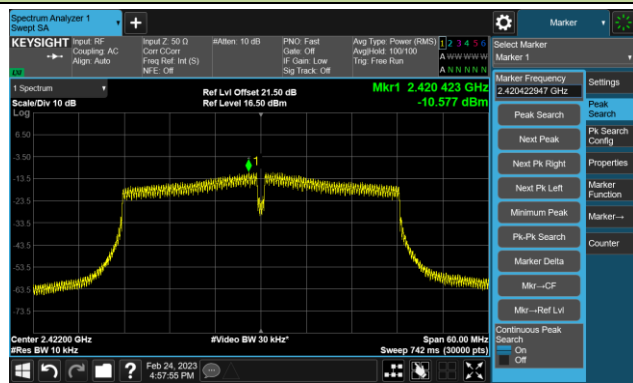 Spectrum Analyzer 1
Swept SA
Marker
KEYSIGHT
Input: RF
Coupling: AC
Align: Auto
Input Z: 50 Ω
Corr CCorr
Freq Ref: Int (S)
NFE: Off
#Atten: 10 dB
PNO: Fast
Gate: Off
IF Gain: Low
Sig Track: Off
Avg Type: Power (RMS)
Avg|Hold: 100/100
Trig: Free Run
1 2 3 4 5 6
A W W W W W
A N N N N N
LXI
Select Marker
Marker 1
1 Spectrum
Scale/Div 10 dB
Log
Ref Lvl Offset 21.50 dB
Ref Level 16.50 dBm
Mkr1 2.420 423 GHz
-10.577 dBm
6.50
-3.50
-13.5
-23.5
-33.5
-43.5
-53.5
-63.5
-73.5
1
Center 2.42200 GHz
#Res BW 10 kHz
#Video BW 30 kHz*
Span 60.00 MHz
Sweep 742 ms (30000 pts)
Marker Frequency
2.420422947 GHz
Peak Search
Next Peak
Next Pk Right
Next Pk Left
Minimum Peak
Pk-Pk Search
Marker Delta
Mkr→CF
Mkr→Ref Lvl
Continuous Peak
Search
On
Off
Settings
Peak
Search
Pk Search
Config
Properties
Marker
Function
Marker→
Counter
Feb 24, 2023
4:57:55 PM